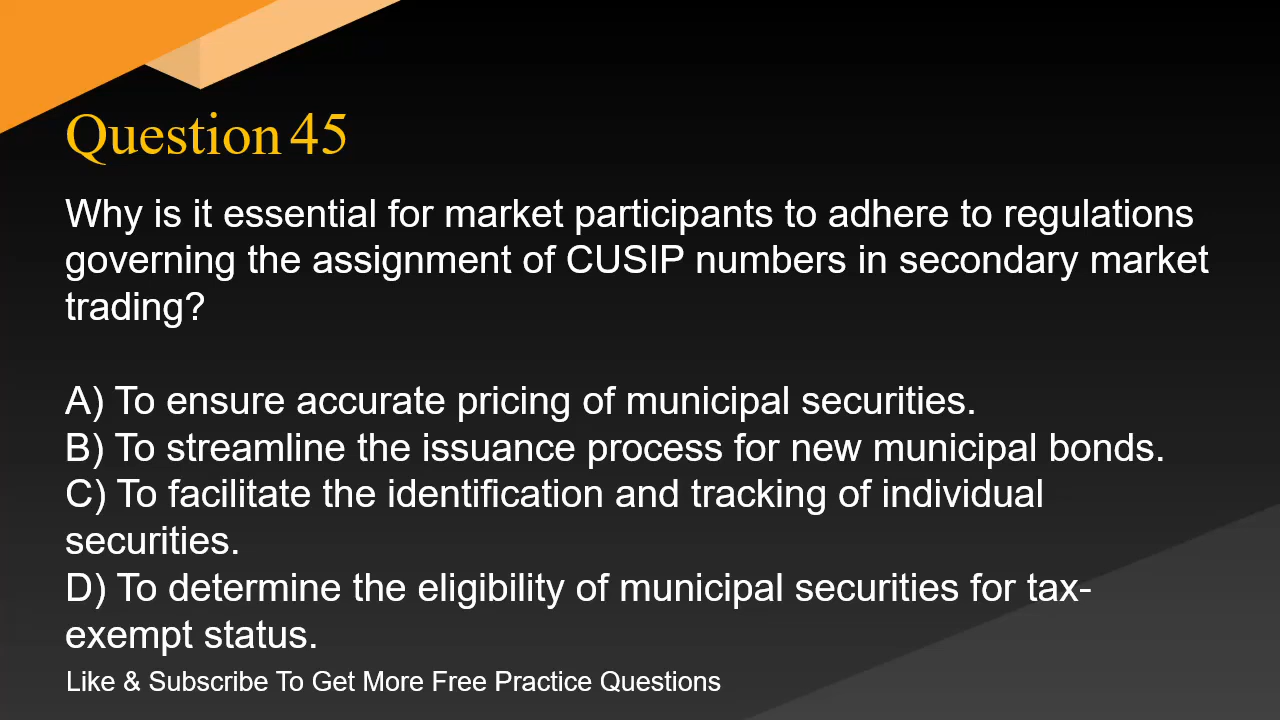 Question 45
Why is it essential for market participants to adhere to regulations
governing the assignment of CUSIP numbers in secondary market
trading?
A) To ensure accurate pricing of municipal securities.
B) To streamline the issuance process for new municipal bonds.
C) To facilitate the identification and tracking of individual
securities.
D) To determine the eligibility of municipal securities for tax-
exempt status.
Like & Subscribe To Get More Free Practice Questions